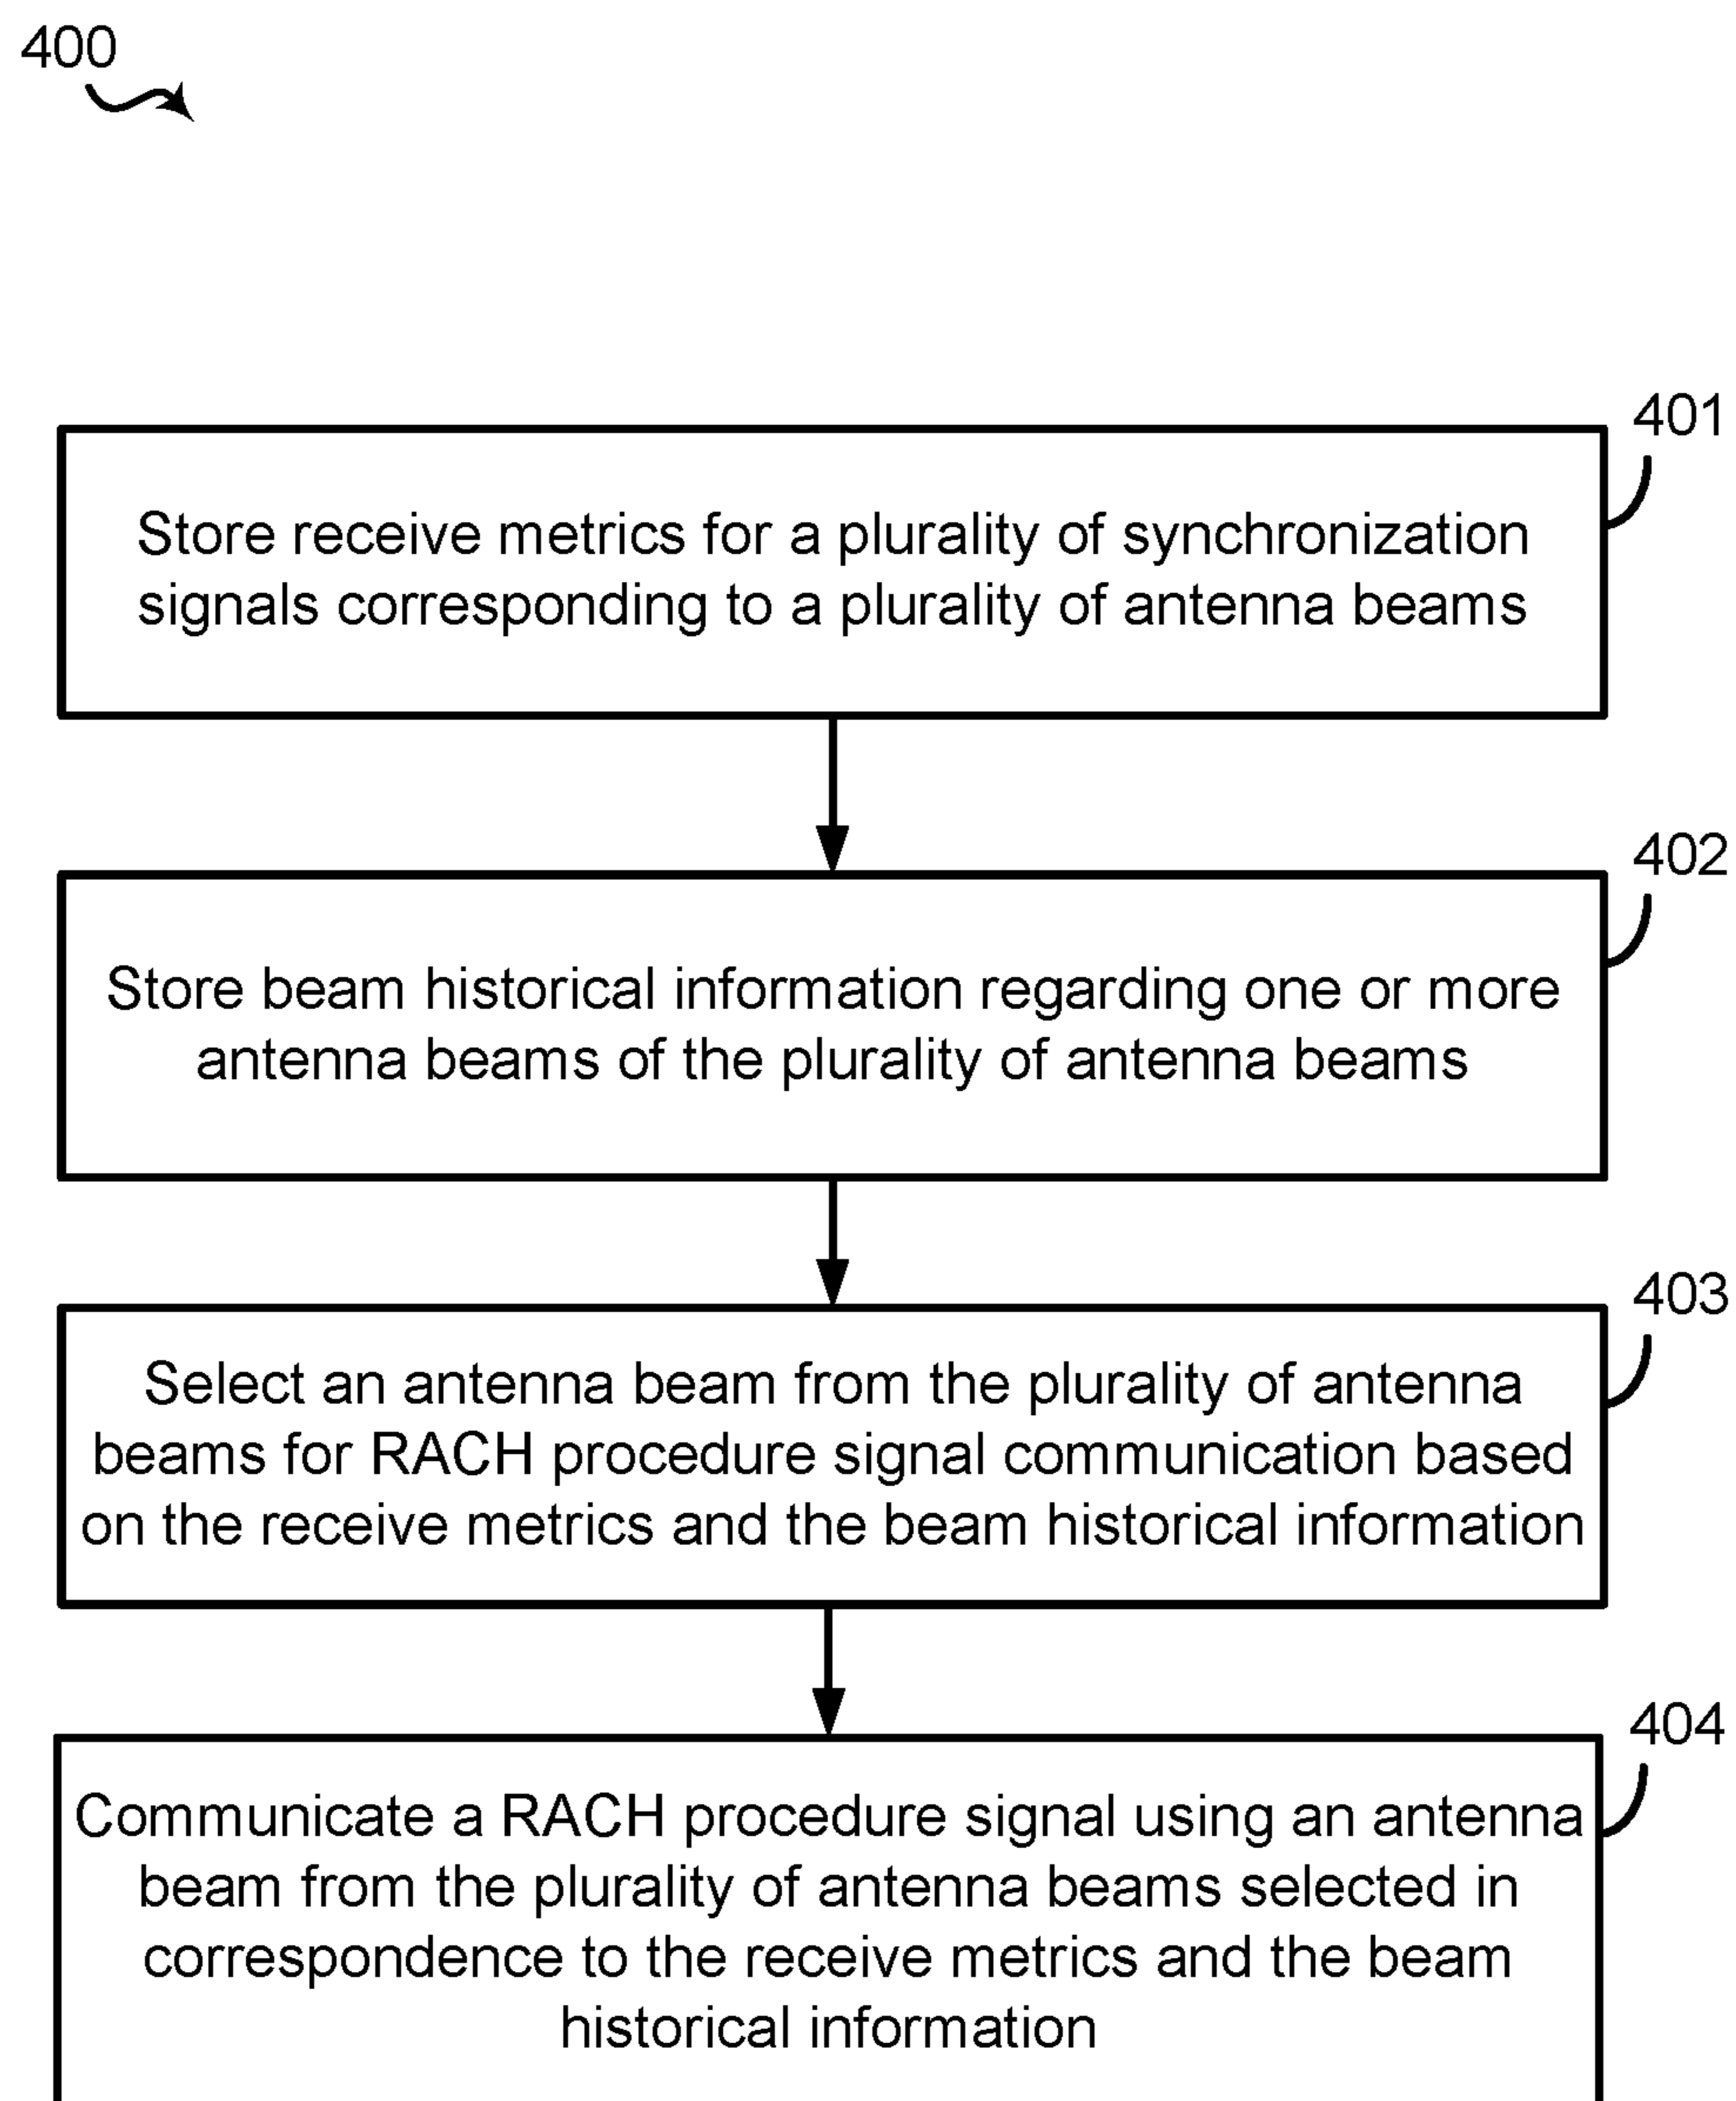 400
401
Store receive metrics for a plurality of synchronization
signals corresponding to a plurality of antenna beams
402
Store beam historical information regarding one or more
antenna beams of the plurality of antenna beams
403
Select an antenna beam from the plurality of antenna
beams for RACH procedure signal communication based
on the receive metrics and the beam historical information
404
Communicate a RACH procedure signal using an antenna
beam from the plurality of antenna beams selected in
correspondence to the receive metrics and the beam
historical information